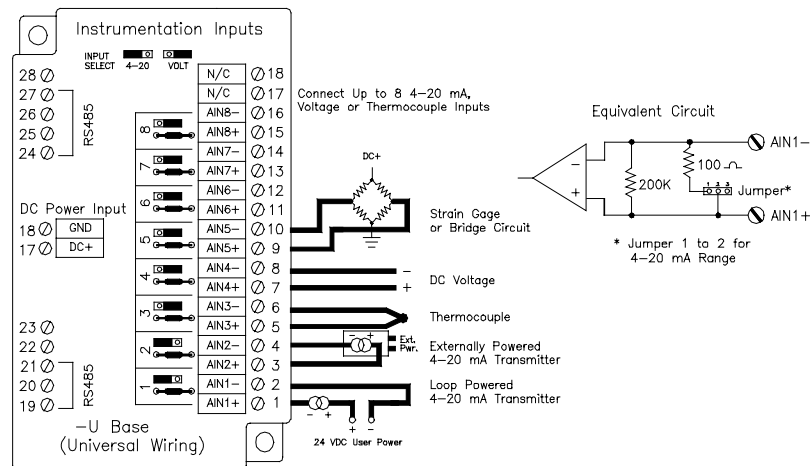 Instrumentation Inputs
INPUT
SELECT
4-20
VOLT
28
27
26
25
24
RS485
DC Power Input
18 GND
17 DC+
23
22
21
20
19
RS485
8
7
6
5
4
3
2
1
N/C 18
N/C 17
AIN8- 16
AIN8+ 15
AIN7- 14
AIN7+ 13
AIN6- 12
AIN6+ 11
AIN5- 10
AIN5+ 9
AIN4- 8
AIN4+ 7
AIN3- 6
AIN3+ 5
AIN2- 4
AIN2+ 3
AIN1- 2
AIN1+ 1
-U Base
(Universal Wiring)
Connect Up to 8 4-20 mA,
Voltage or Thermocouple Inputs
DC+
Strain Gage
or Bridge Circuit
-
+
DC Voltage
Thermocouple
- +
Ext.
Pwr.
Externally Powered
4-20 mA Transmitter
Loop Powered
4-20 mA Transmitter
- +
+ -
24 VDC User Power
Equivalent Circuit
-
+
200K
100Ω
1 2 3
Jumper*
AIN1-
AIN1+
* Jumper 1 to 2 for
4-20 mA Range